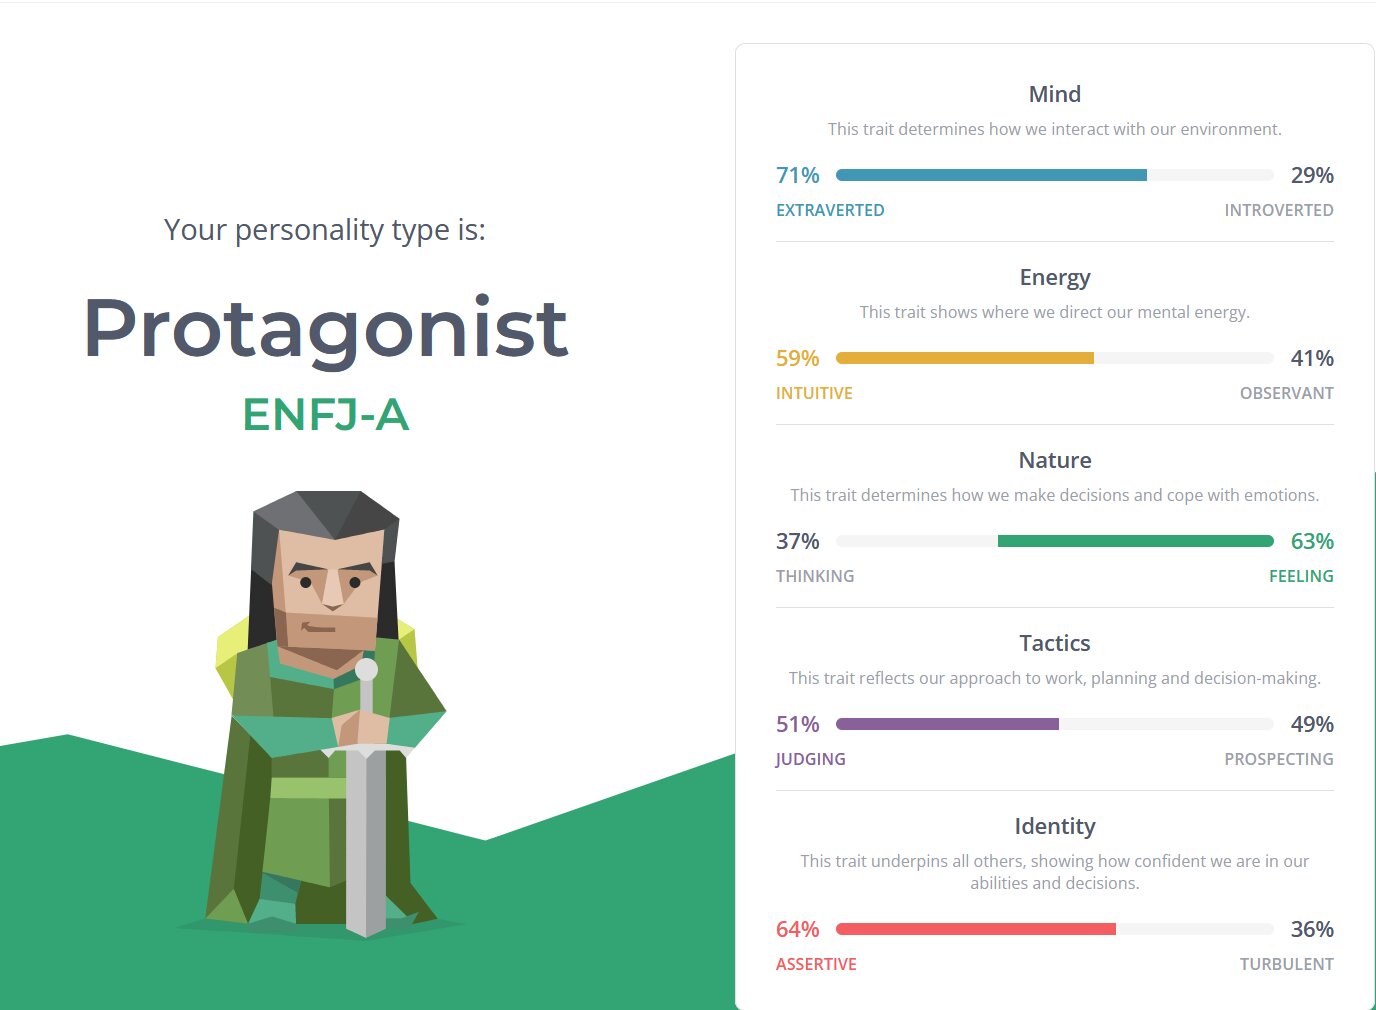 Your personality type is:
Protagonist
ENFJ-A
Mind
This trait determines how we interact with our environment.
71% 29%
EXTRAVERTED INTROVERTED
Energy
This trait shows where we direct our mental energy.
59% 41%
INTUITIVE OBSERVANT
Nature
This trait determines how we make decisions and cope with emotions.
37% 63%
THINKING FEELING
Tactics
This trait reflects our approach to work, planning and decision-making.
51% 49%
JUDGING PROSPECTING
Identity
This trait underpins all others, showing how confident we are in our
abilities and decisions.
64% 36%
ASSERTIVE TURBULENT